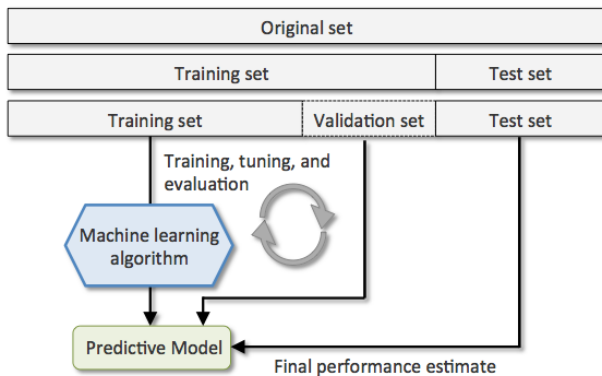 Original set
Training set
Test set
Training set
Validation set
Test set
Training, tuning, and
evaluation
Machine learning
algorithm
Predictive Model
Final performance estimate